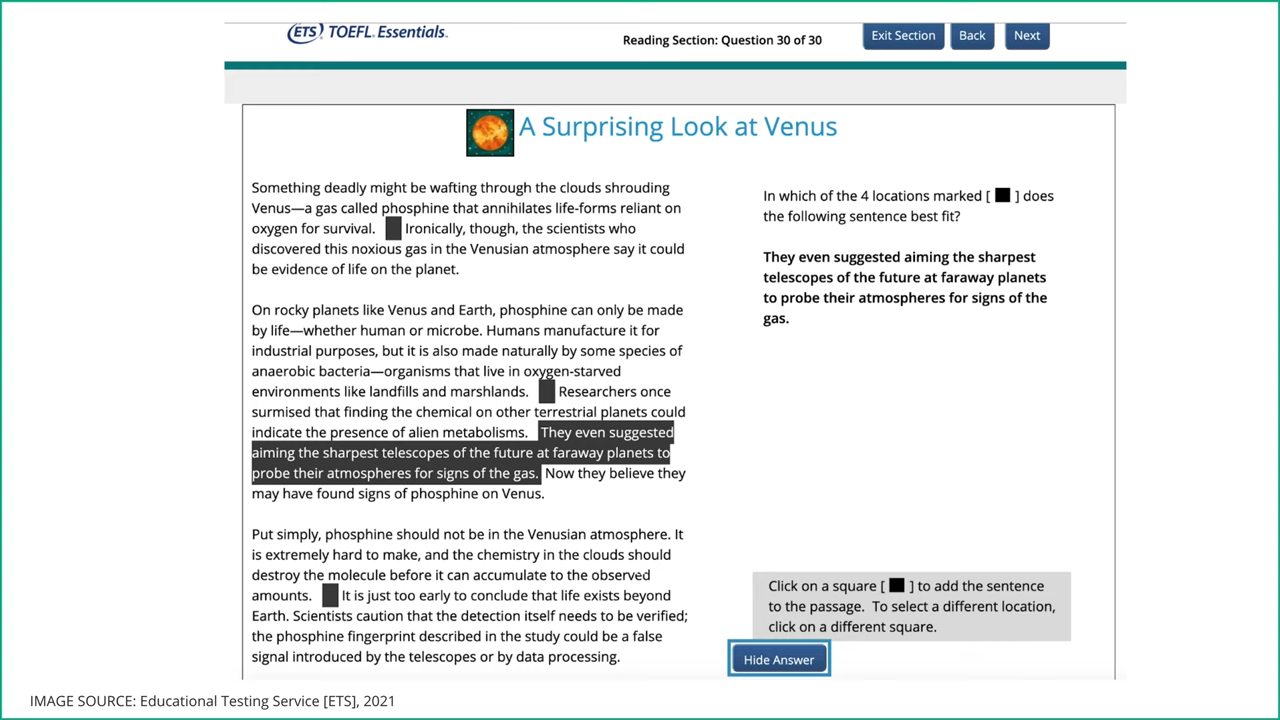 ETS TOEFL Essentials
Reading Section: Question 30 of 30
Exit Section
Back
Next
A Surprising Look at Venus
Something deadly might be wafting through the clouds shrouding
Venus—a gas called phosphine that annihilates life-forms reliant on
oxygen for survival. Ironically, though, the scientists who
discovered this noxious gas in the Venusian atmosphere say it could
be evidence of life on the planet.
On rocky planets like Venus and Earth, phosphine can only be made
by life—whether human or microbe. Humans manufacture it for
industrial purposes, but it is also made naturally by some species of
anaerobic bacteria—organisms that live in oxygen-starved
environments like landfills and marshlands. Researchers once
surmised that finding the chemical on other terrestrial planets could
indicate the presence of alien metabolisms. They even suggested
aiming the sharpest telescopes of the future at faraway planets to
probe their atmospheres for signs of the gas. Now they believe they
may have found signs of phosphine on Venus.
Put simply, phosphine should not be in the Venusian atmosphere. It
is extremely hard to make, and the chemistry in the clouds should
destroy the molecule before it can accumulate to the observed
amounts. It is just too early to conclude that life exists beyond
Earth. Scientists caution that the detection itself needs to be verified;
the phosphine fingerprint described in the study could be a false
signal introduced by the telescopes or by data processing.
In which of the 4 locations marked [ ■ ] does
the following sentence best fit?
They even suggested aiming the sharpest
telescopes of the future at faraway planets
to probe their atmospheres for signs of the
gas.
Click on a square [ ■ ] to add the sentence
to the passage. To select a different location,
click on a different square.
Hide Answer
IMAGE SOURCE: Educational Testing Service [ETS], 2021